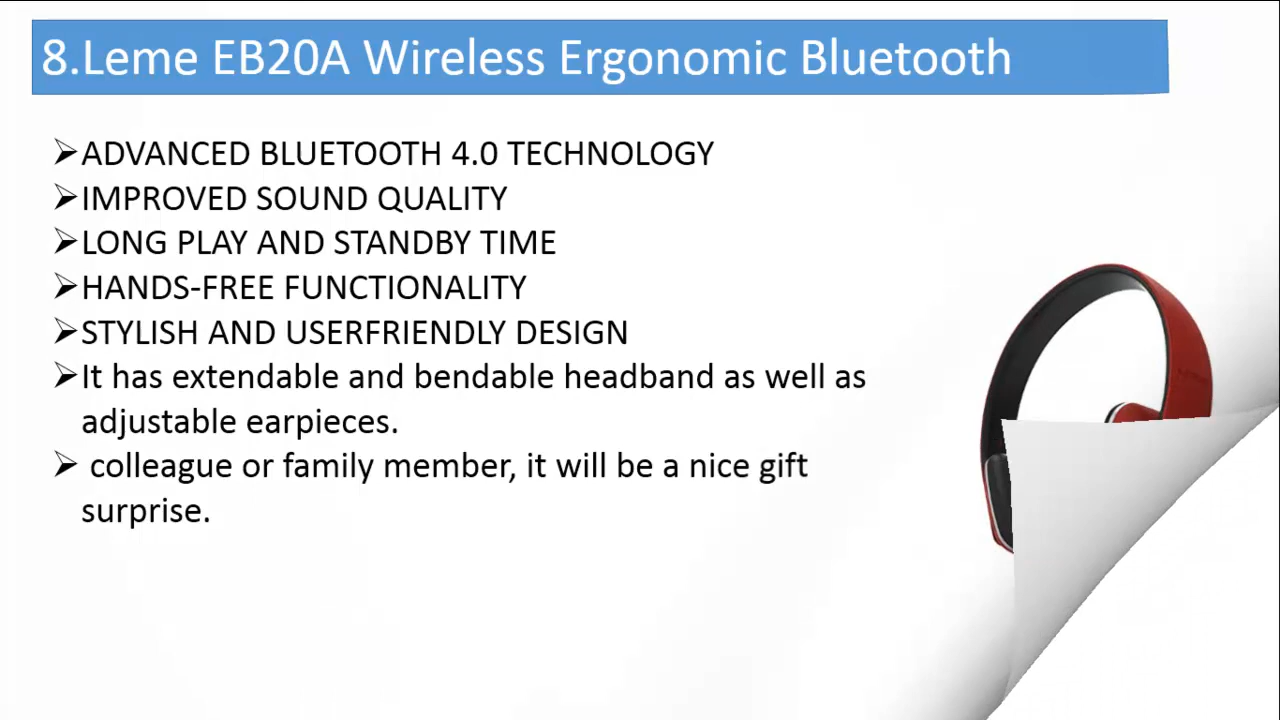 8.Leme EB20A Wireless Ergonomic Bluetooth
➢ADVANCED BLUETOOTH 4.0 TECHNOLOGY
➢IMPROVED SOUND QUALITY
➢LONG PLAY AND STANDBY TIME
➢HANDS-FREE FUNCTIONALITY
➢STYLISH AND USERFRIENDLY DESIGN
➢It has extendable and bendable headband as well as
adjustable earpieces.
➢ colleague or family member, it will be a nice gift
surprise.